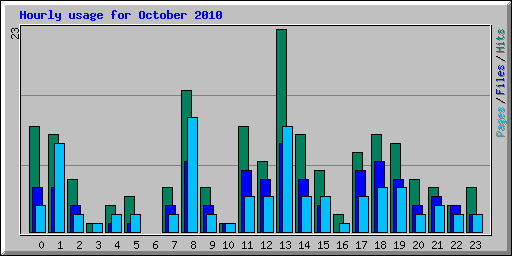 Hourly usage for October 2010
23
Pages / Files / Hits
0 1 2 3 4 5 6 7 8 9 10 11 12 13 14 15 16 17 18 19 20 21 22 23